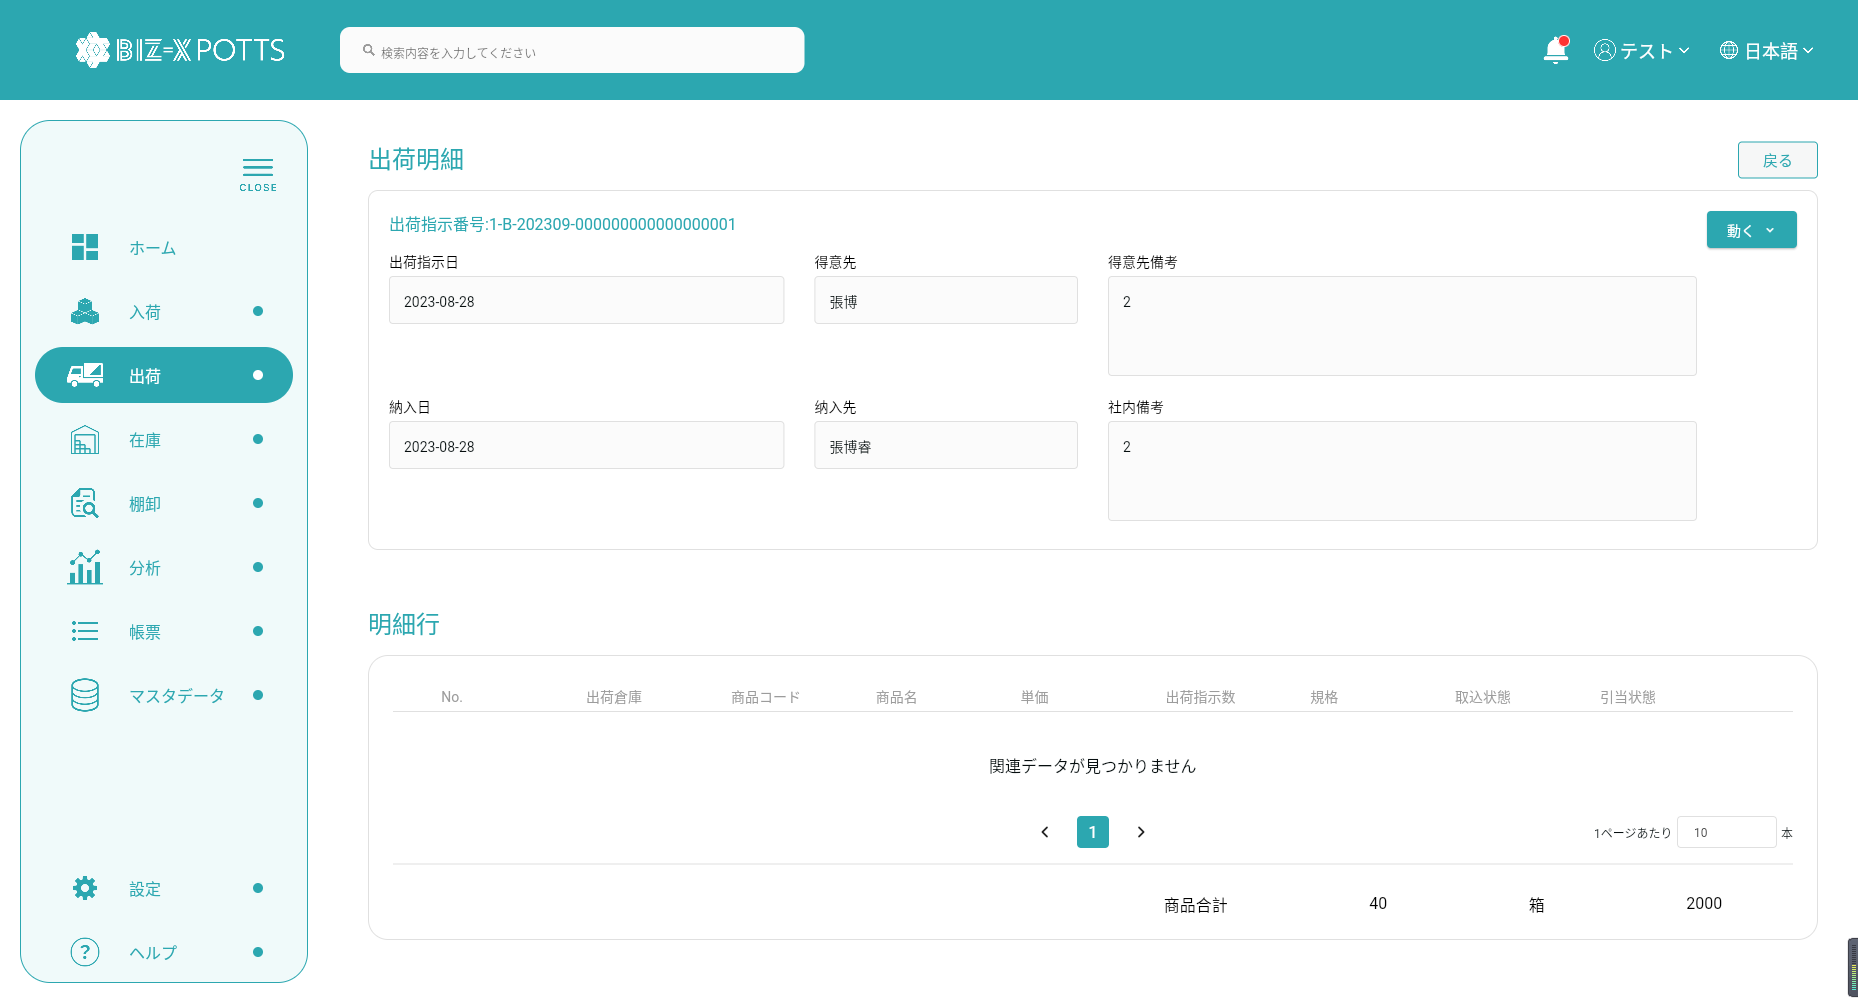 BIZ=X POTTS
検索内容を入力してください
テスト
日本語
CLOSE
ホーム
入荷
出荷
在庫
棚卸
分析
帳票
マスタデータ
設定
ヘルプ
出荷明細
戻る
出荷指示番号:1-B-202309-000000000000000001
動く
出荷指示日
得意先
得意先備考
2023-08-28
張博
2
納入日
納入先
社内備考
2023-08-28
張博睿
2
明細行
No.
出荷倉庫
商品コード
商品名
単価
出荷指示数
規格
取込状態
引当状態
関連データが見つかりません
1
1ページあたり
10
本
商品合計
40
箱
2000